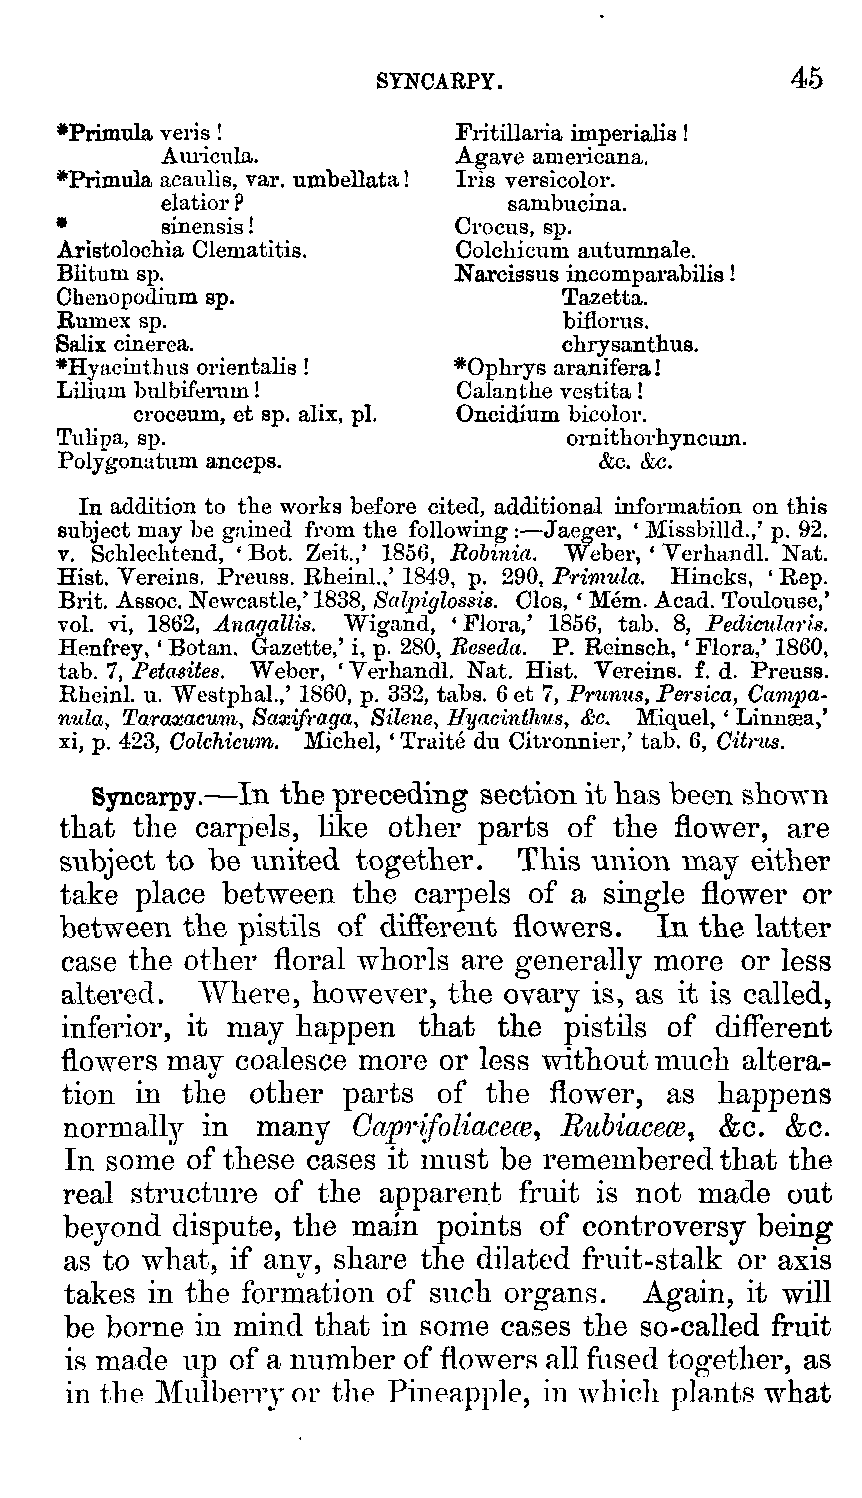 SYNCARPY. 45
*Primula veris !
Auricula.
*Primula acaulis, var. umbellata !
elatior ?
* sinensis !
Aristolochia Clematitis.
Blitum sp.
Chenopodium sp.
Rumex sp.
Salix cinerea.
*Hyacinthus orientalis !
Lilium bulbiferum !
croceum, et sp. alix, pl.
Tulipa, sp.
Polygonatum anceps.
Fritillaria imperialis !
Agave americana.
Iris versicolor.
sambucina.
Crocus, sp.
Colchicum autumnale.
Narcissus incomparabilis !
Tazetta.
biflorus.
chrysanthus.
*Ophrys aranifera !
Calanthe vestita !
Oncidium bicolor.
ornithorhyncum.
&c. &c.
In addition to the works before cited, additional information on this
subject may be gained from the following :—Jaeger, ‘ Missbilld.,’ p. 92.
v. Schlechtend, ‘ Bot. Zeit.,’ 1856, Robinia. Weber, ‘ Verhandl. Nat.
Hist. Vereins. Preuss. Rheinl.,’ 1849, p. 290, Primula. Hincks, ‘ Rep.
Brit. Assoc. Newcastle,’ 1838, Salpiglossis. Clos, ‘ Mém. Acad. Toulouse,’
vol. vi, 1862, Anagallis. Wigand, ‘ Flora,’ 1856, tab. 8, Pedicularis.
Henfrey, ‘ Botan. Gazette,’ i, p. 280, Reseda. P. Reinsch, ‘ Flora,’ 1860,
tab. 7, Petasites. Weber, ‘ Verhandl. Nat. Hist. Vereins. f. d. Preuss.
Rheinl. u. Westphal.,’ 1860, p. 332, tabs. 6 et 7, Prunus, Persica, Campa-
nula, Taraxacum, Saxifraga, Silene, Hyacinthus, &c. Miquel, ‘ Linnæa,’
xi, p. 423, Colchicum. Michel, ‘ Traité du Citronnier,’ tab. 6, Citrus.
Syncarpy.—In the preceding section it has been shown
that the carpels, like other parts of the flower, are
subject to be united together. This union may either
take place between the carpels of a single flower or
between the pistils of different flowers. In the latter
case the other floral whorls are generally more or less
altered. Where, however, the ovary is, as it is called,
inferior, it may happen that the pistils of different
flowers may coalesce more or less without much altera-
tion in the other parts of the flower, as happens
normally in many Caprifoliaceæ, Rubiaceæ, &c. &c.
In some of these cases it must be remembered that the
real structure of the apparent fruit is not made out
beyond dispute, the main points of controversy being
as to what, if any, share the dilated fruit-stalk or axis
takes in the formation of such organs. Again, it will
be borne in mind that in some cases the so-called fruit
is made up of a number of flowers all fused together, as
in the Mulberry or the Pineapple, in which plants what